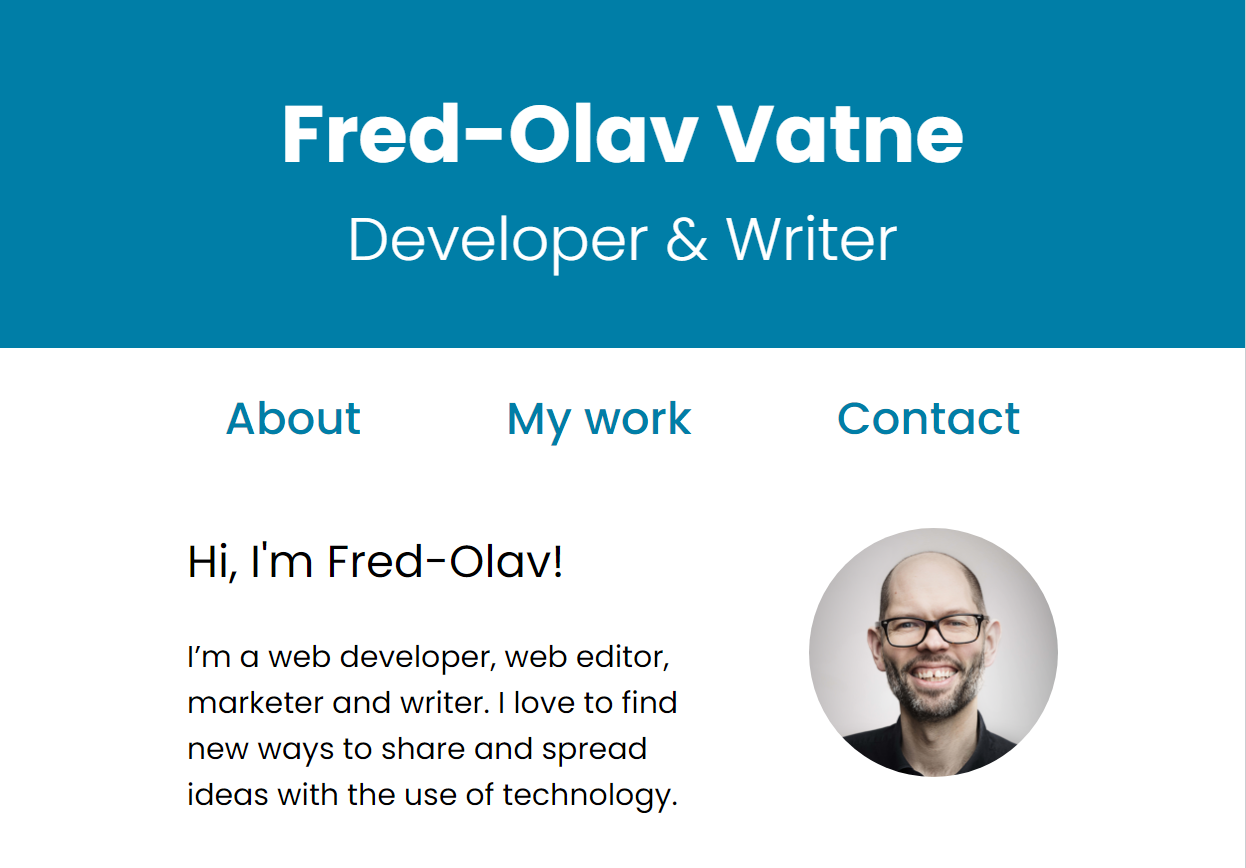 Fred-Olav Vatne
Developer & Writer
About
My work
Contact
Hi, I'm Fred-Olav!
I’m a web developer, web editor,
marketer and writer. I love to find
new ways to share and spread
ideas with the use of technology.